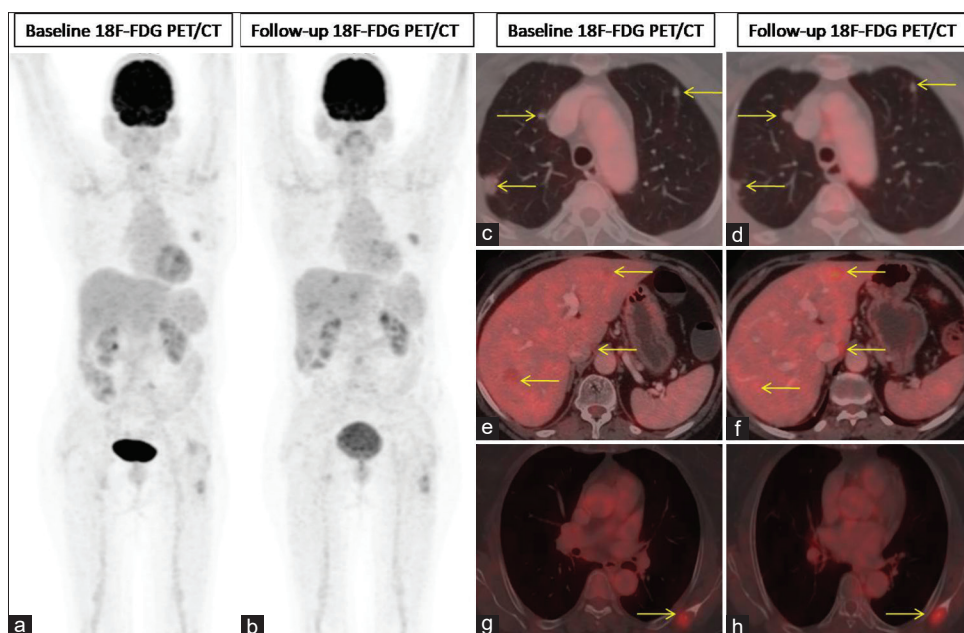 Baseline 18F-FDG PET/CT
Follow-up 18F-FDG PET/CT
Baseline 18F-FDG PET/CT
Follow-up 18F-FDG PET/CT
a
b
c
d
e
f
g
h